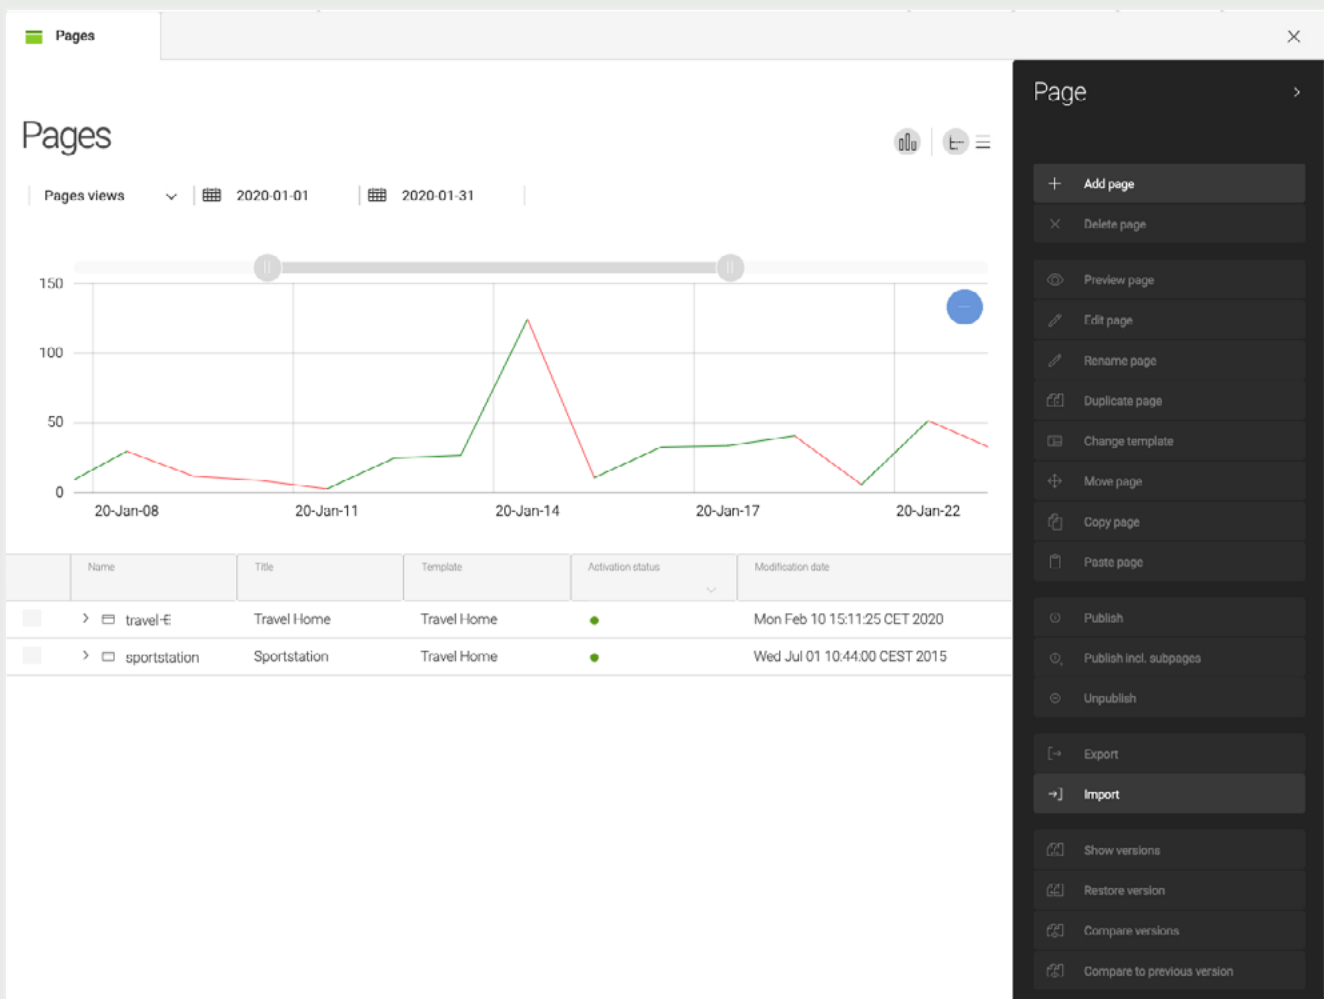 Pages
Pages
Pages views 2020-01-01 2020-01-31
150
100
50
0
20-Jan-08 20-Jan-11 20-Jan-14 20-Jan-17 20-Jan-22
Name Title Template Activation status Modification date
travel-E Travel Home Travel Home Mon Feb 10 15:11:25 CET 2020
sportstation Sportstation Travel Home Wed Jul 01 10:44:00 CEST 2015
Page
Add page
Delete page
Preview page
Edit page
Rename page
Duplicate page
Change template
Move page
Copy page
Paste page
Publish
Publish incl. subpages
Unpublish
Export
Import
Show versions
Restore version
Compare versions
Compare to previous version